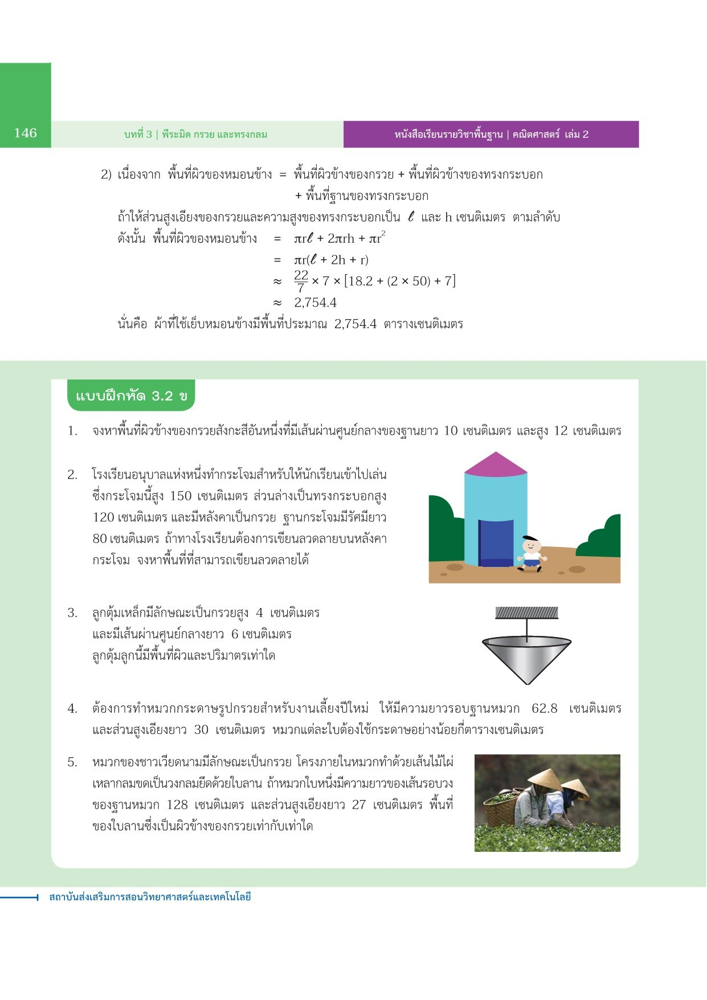 146
บทที่ 3 | พีระมิด กรวย และทรงกลม
หนังสือเรียนรายวิชาพื้นฐาน | คณิตศาสตร์ เล่ม 2
2) เนื่องจาก พื้นที่ผิวของหมอนข้าง = พื้นที่ผิวข้างของกรวย + พื้นที่ผิวข้างของทรงกระบอก
+ พื้นที่ฐานของทรงกระบอก
ถ้าให้ส่วนสูงเอียงของกรวยและความสูงของทรงกระบอกเป็น ℓ และ h เซนติเมตร ตามลำดับ
ดังนั้น พื้นที่ผิวของหมอนข้าง = πrℓ + 2πrh + πr²
= πr(ℓ + 2h + r)
≈ 22/7 × 7 × [18.2 + (2 × 50) + 7]
≈ 2,754.4
นั่นคือ ผ้าที่ใช้เย็บหมอนข้างมีพื้นที่ประมาณ 2,754.4 ตารางเซนติเมตร
แบบฝึกหัด 3.2 ข
1. จงหาพื้นที่ผิวข้างของกรวยสังกะสีอันหนึ่งที่มีเส้นผ่านศูนย์กลางของฐานยาว 10 เซนติเมตร และสูง 12 เซนติเมตร
2. โรงเรียนอนุบาลแห่งหนึ่งทำกระโจมสำหรับให้นักเรียนเข้าไปเล่น
ซึ่งกระโจมนี้สูง 150 เซนติเมตร ส่วนล่างเป็นทรงกระบอกสูง
120 เซนติเมตร และมีหลังคาเป็นกรวย ฐานกระโจมมีรัศมียาว
80 เซนติเมตร ถ้าทางโรงเรียนต้องการเขียนลวดลายบนหลังคา
กระโจม จงหาพื้นที่ที่สามารถเขียนลวดลายได้
3. ลูกตุ้มเหล็กมีลักษณะเป็นกรวยสูง 4 เซนติเมตร
และมีเส้นผ่านศูนย์กลางยาว 6 เซนติเมตร
ลูกตุ้มลูกนี้มีพื้นที่ผิวและปริมาตรเท่าใด
4. ต้องการทำหมวกกระดาษรูปกรวยสำหรับงานเลี้ยงปีใหม่ ให้มีความยาวรอบฐานหมวก 62.8 เซนติเมตร
และส่วนสูงเอียงยาว 30 เซนติเมตร หมวกแต่ละใบต้องใช้กระดาษอย่างน้อยกี่ตารางเซนติเมตร
5. หมวกของชาวเวียดนามมีลักษณะเป็นกรวย โครงภายในหมวกทำด้วยเส้นไม้ไผ่
เหลากลมขดเป็นวงกลมยึดด้วยใบลาน ถ้าหมวกใบหนึ่งมีความยาวของเส้นรอบวง
ของฐานหมวก 128 เซนติเมตร และส่วนสูงเอียงยาว 27 เซนติเมตร พื้นที่
ของใบลานซึ่งเป็นผิวข้างของกรวยเท่ากับเท่าใด
สถาบันส่งเสริมการสอนวิทยาศาสตร์และเทคโนโลยี